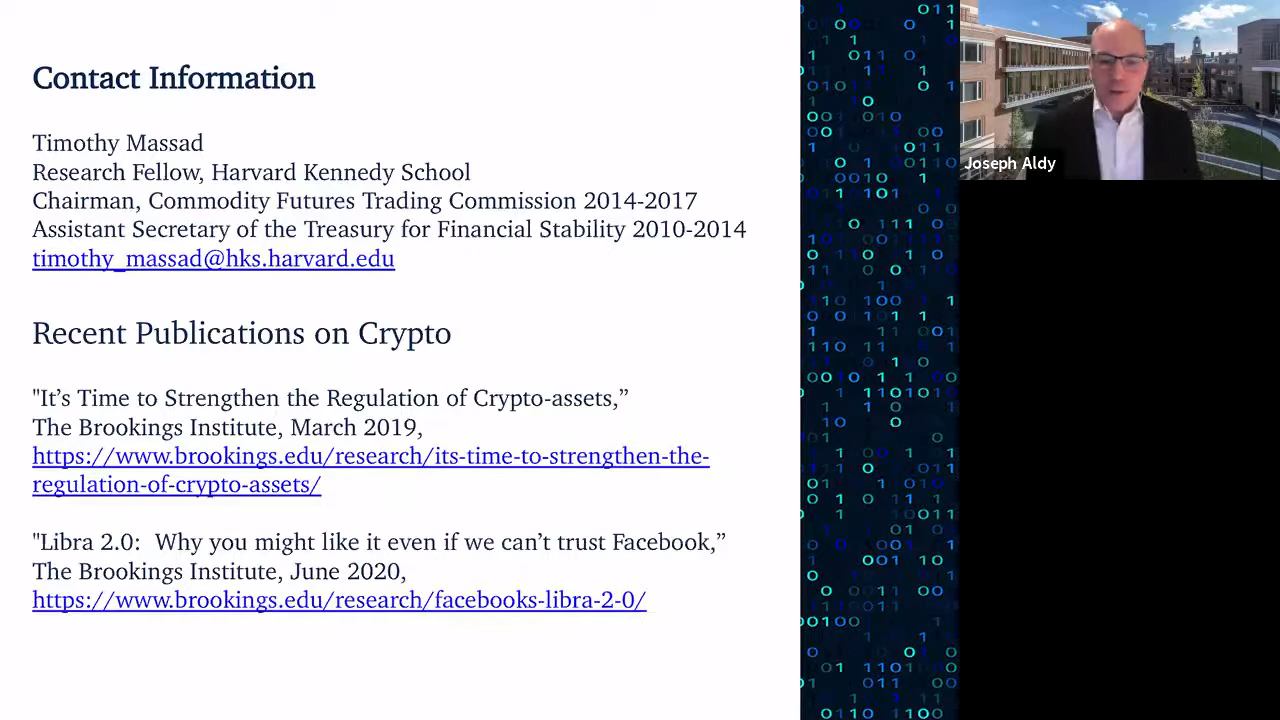 Contact Information
Timothy Massad
Research Fellow, Harvard Kennedy School
Chairman, Commodity Futures Trading Commission 2014-2017
Assistant Secretary of the Treasury for Financial Stability 2010-2014
timothy_massad@hks.harvard.edu
Recent Publications on Crypto
"It’s Time to Strengthen the Regulation of Crypto-assets,”
The Brookings Institute, March 2019,
https://www.brookings.edu/research/its-time-to-strengthen-the-
regulation-of-crypto-assets/
"Libra 2.0:  Why you might like it even if we can’t trust Facebook,”
The Brookings Institute, June 2020,
https://www.brookings.edu/research/facebooks-libra-2-0/
Joseph Aldy